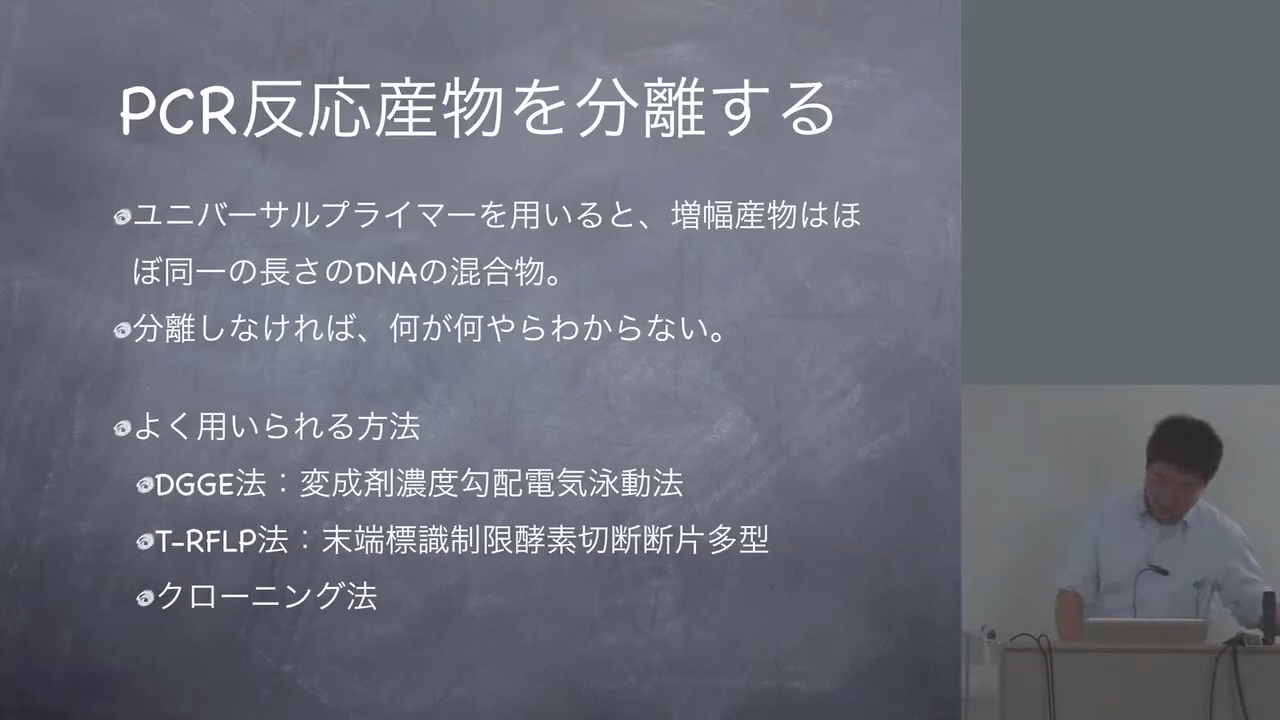 PCR反応産物を分離する
ユニバーサルプライマーを用いると、増幅産物はほ
ぼ同一の長さのDNAの混合物。
分離しなければ、何が何やらわからない。
よく用いられる方法
DGGE法：変成剤濃度勾配電気泳動法
T-RFLP法：末端標識制限酵素切断断片多型
クローニング法